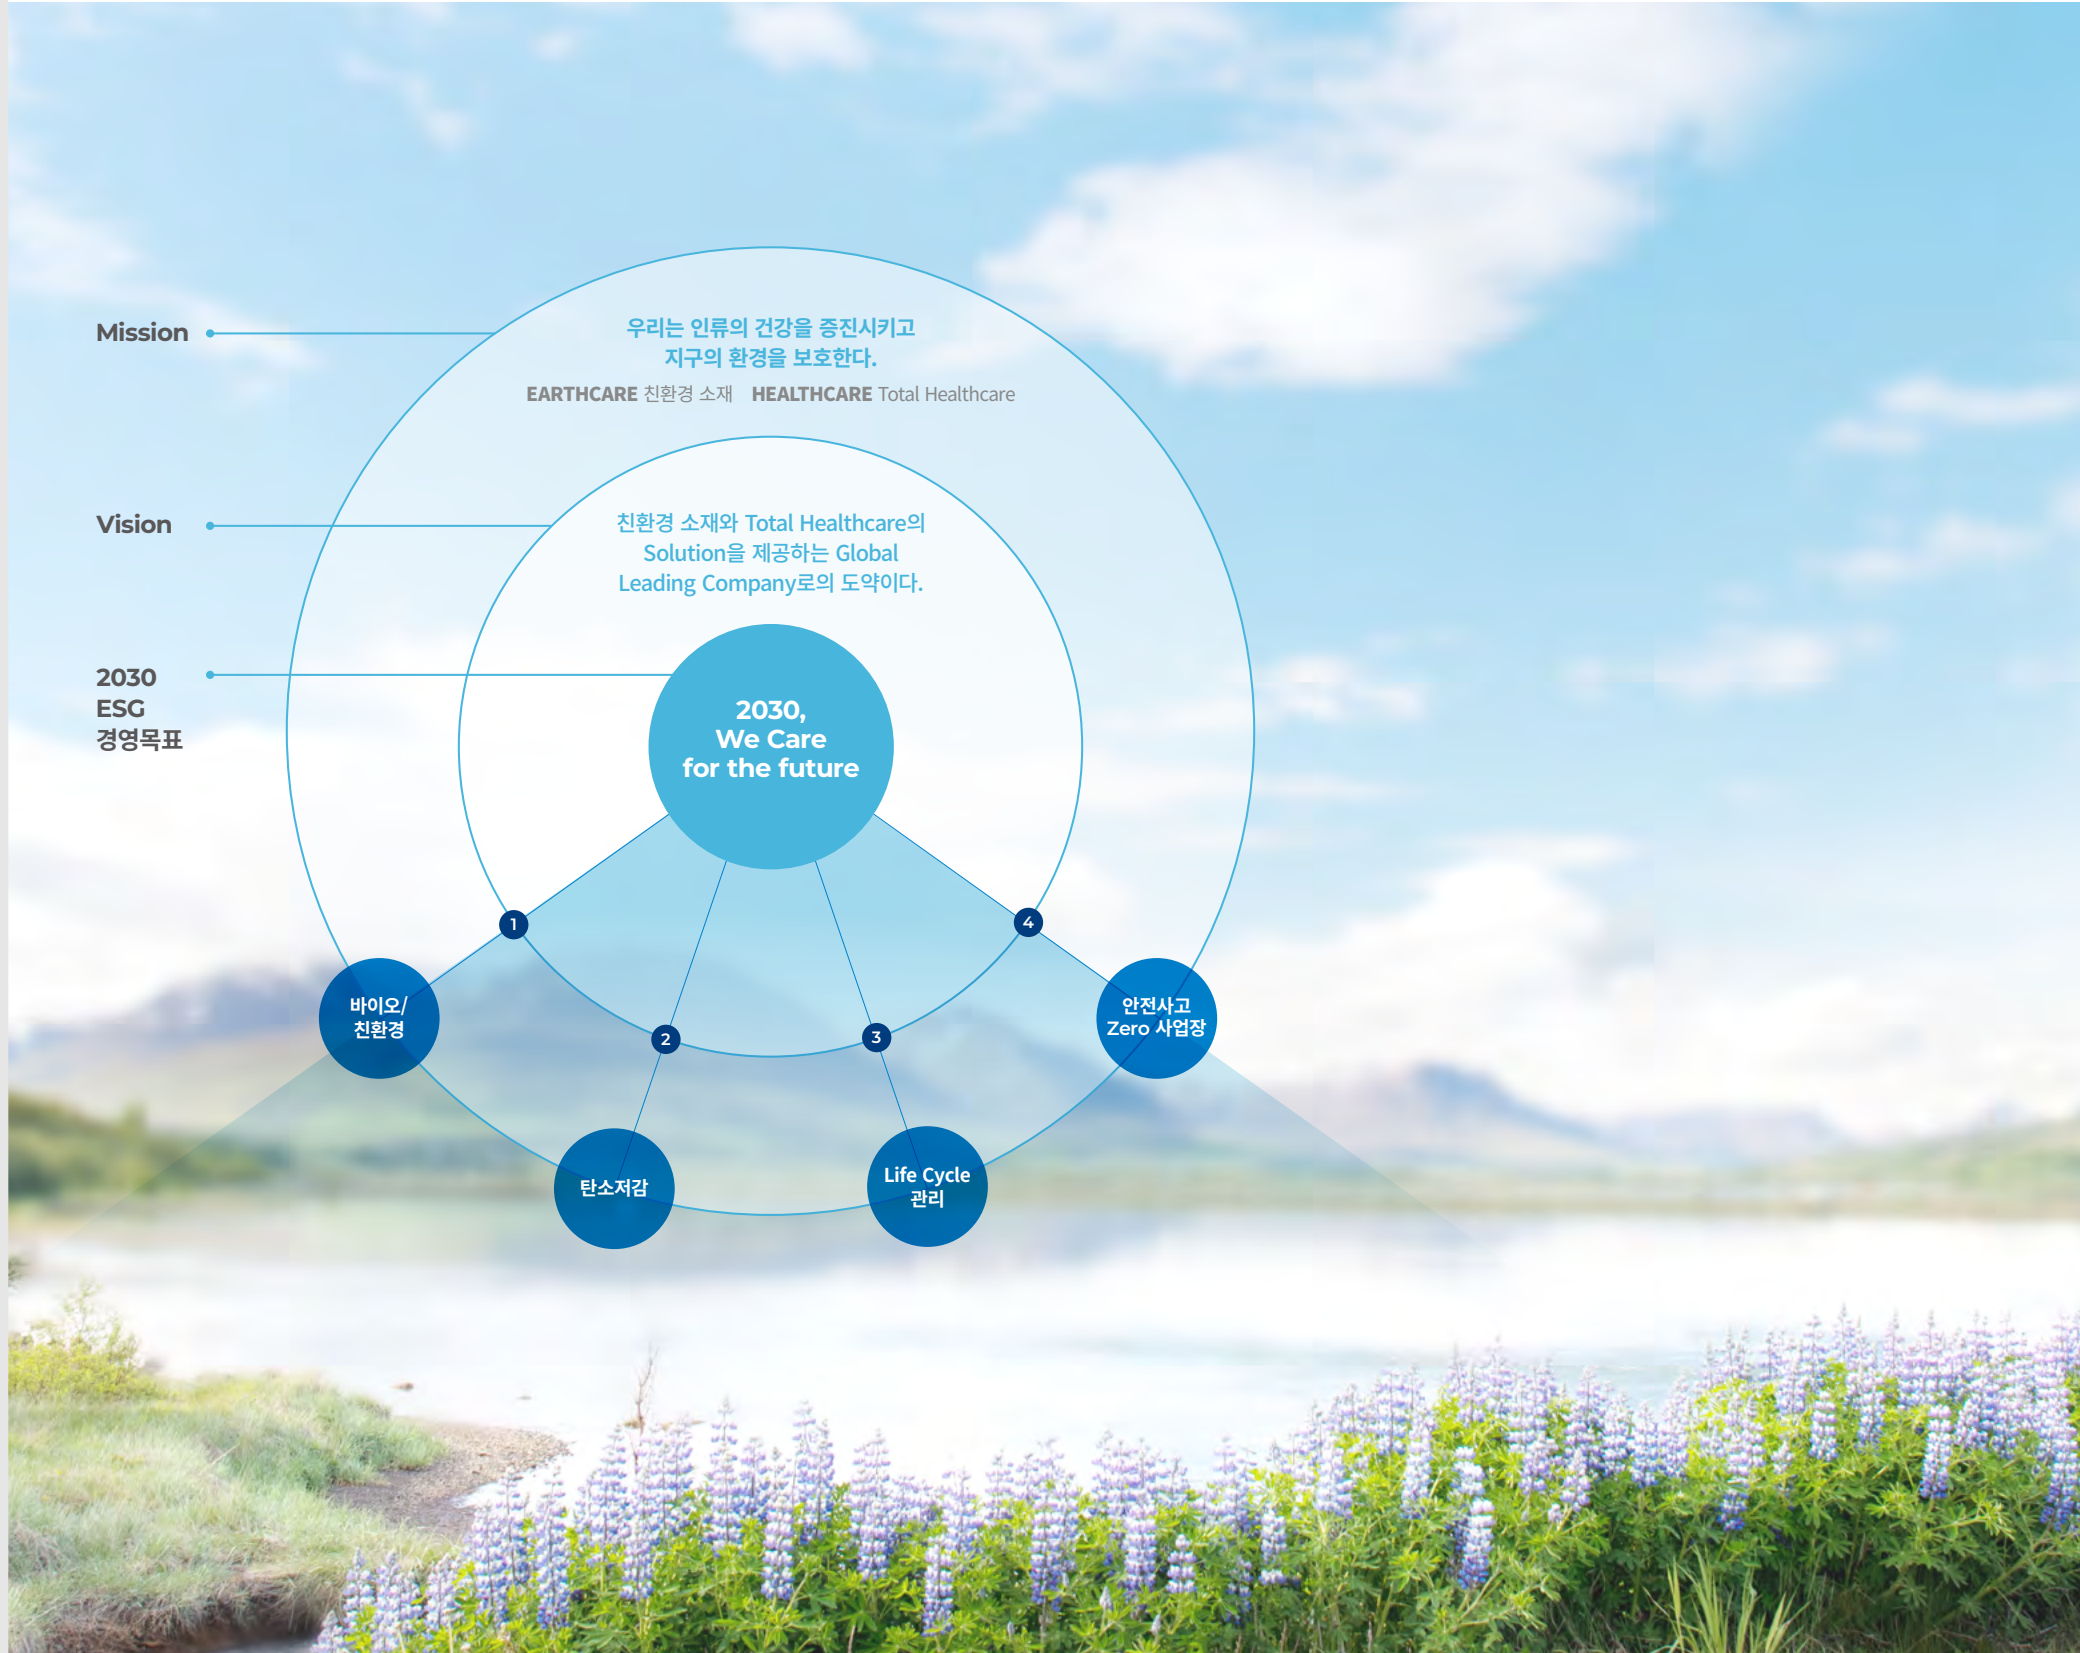 Mission
우리는 인류의 건강을 증진시키고
지구의 환경을 보호한다.
EARTHCARE 친환경 소재 HEALTHCARE Total Healthcare
Vision
친환경 소재와 Total Healthcare의
Solution을 제공하는 Global
Leading Company로의 도약이다.
2030
ESG
경영목표
2030,
We Care
for the future
1
바이오/
친환경
2
탄소저감
3
Life Cycle
관리
4
안전사고
Zero 사업장